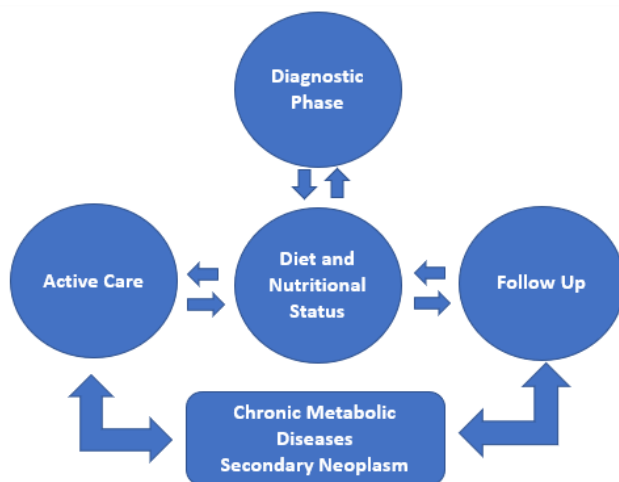 Diagnostic
Phase
Active Care
Diet and
Nutritional
Status
Follow Up
Chronic Metabolic
Diseases
Secondary Neoplasm